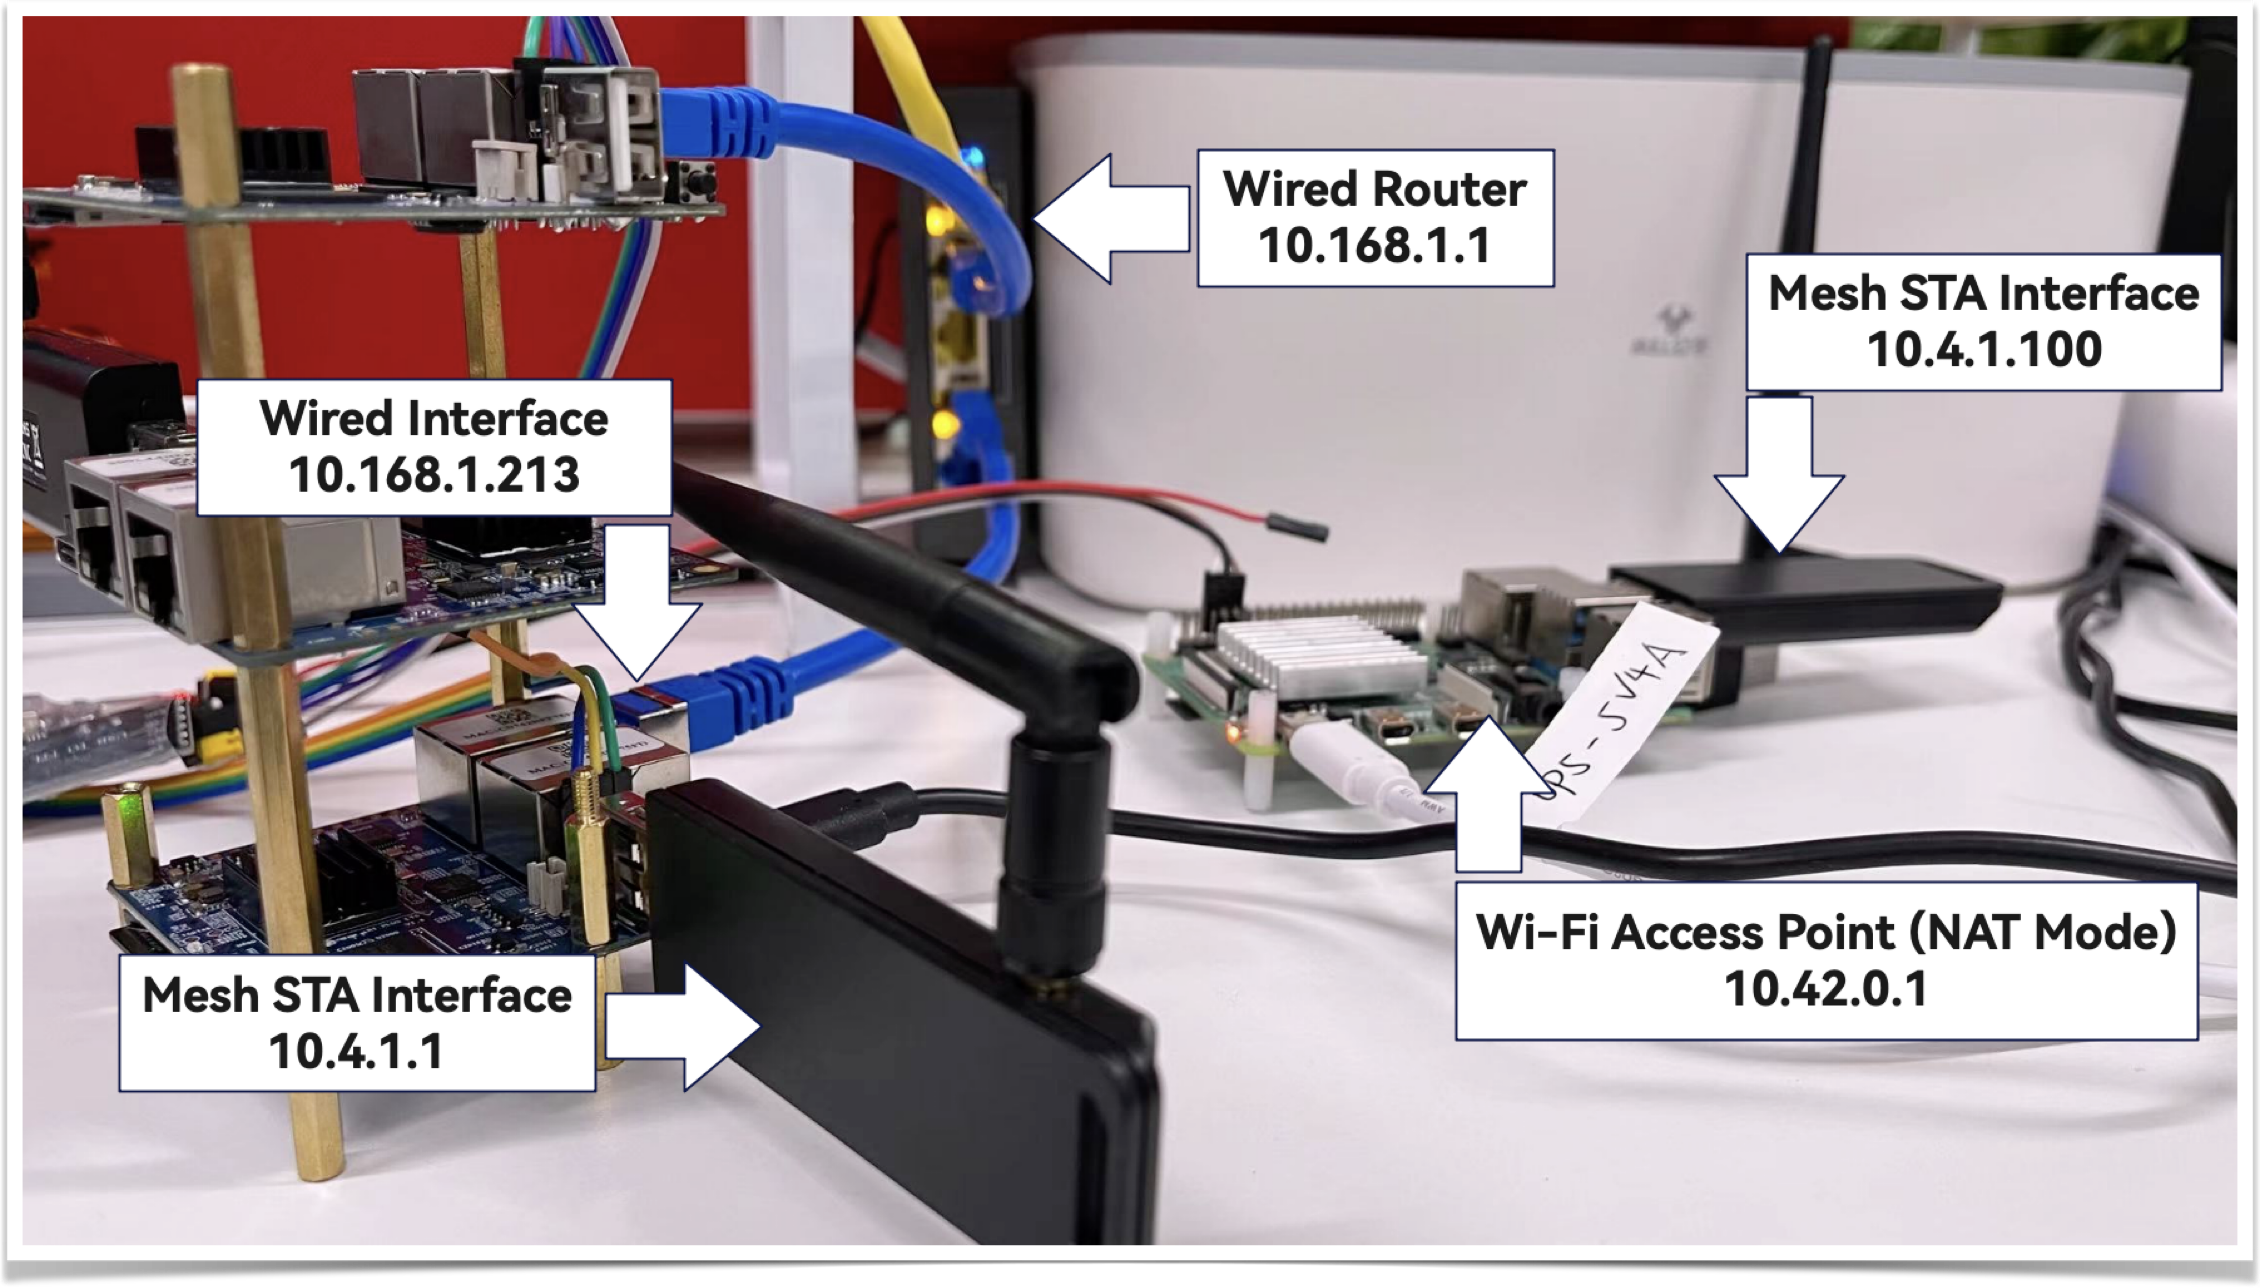 Wired Router
10.168.1.1
Mesh STA Interface
10.4.1.100
Wired Interface
10.168.1.213
Wi-Fi Access Point (NAT Mode)
10.42.0.1
Mesh STA Interface
10.4.1.1
5V4A